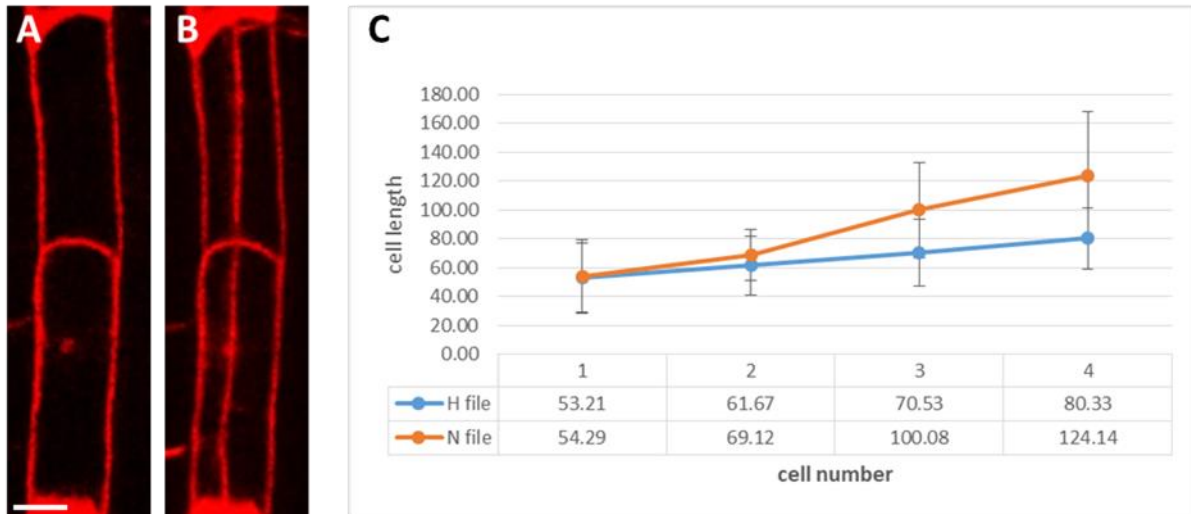 A
B
C
180.00
160.00
140.00
120.00
100.00
80.00
60.00
40.00
20.00
0.00
cell length
1 2 3 4
H file 53.21 61.67 70.53 80.33
N file 54.29 69.12 100.08 124.14
cell number